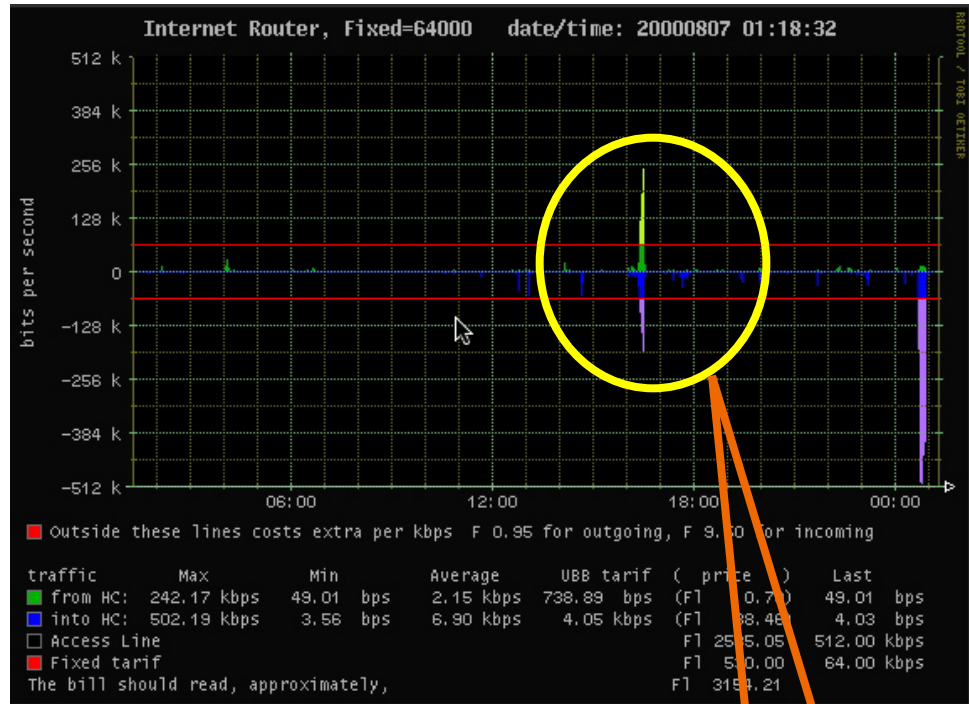 Internet Router, Fixed=64000 date/time: 20000807 01:18:32
RRDTOOL / TOBI OETIKER
bits per second
512 k
384 k
256 k
128 k
0
-128 k
-256 k
-384 k
-512 k
06:00 12:00 18:00 00:00
Outside these lines costs extra per kbps F 0.95 for outgoing, F for incoming
traffic Max Min Average UBB tarif ( price ) Last
from HC: 242.17 kbps 49.01 bps 2.15 kbps 738.89 bps (Fl 49.01 bps
into HC: 502.19 kbps 3.56 bps 6.90 kbps 4.05 kbps (Fl 4.03 bps
Access Line Fl 512.00 kbps
Fixed tarif Fl 64.00 kbps
The bill should read, approximately, Fl 3154.21